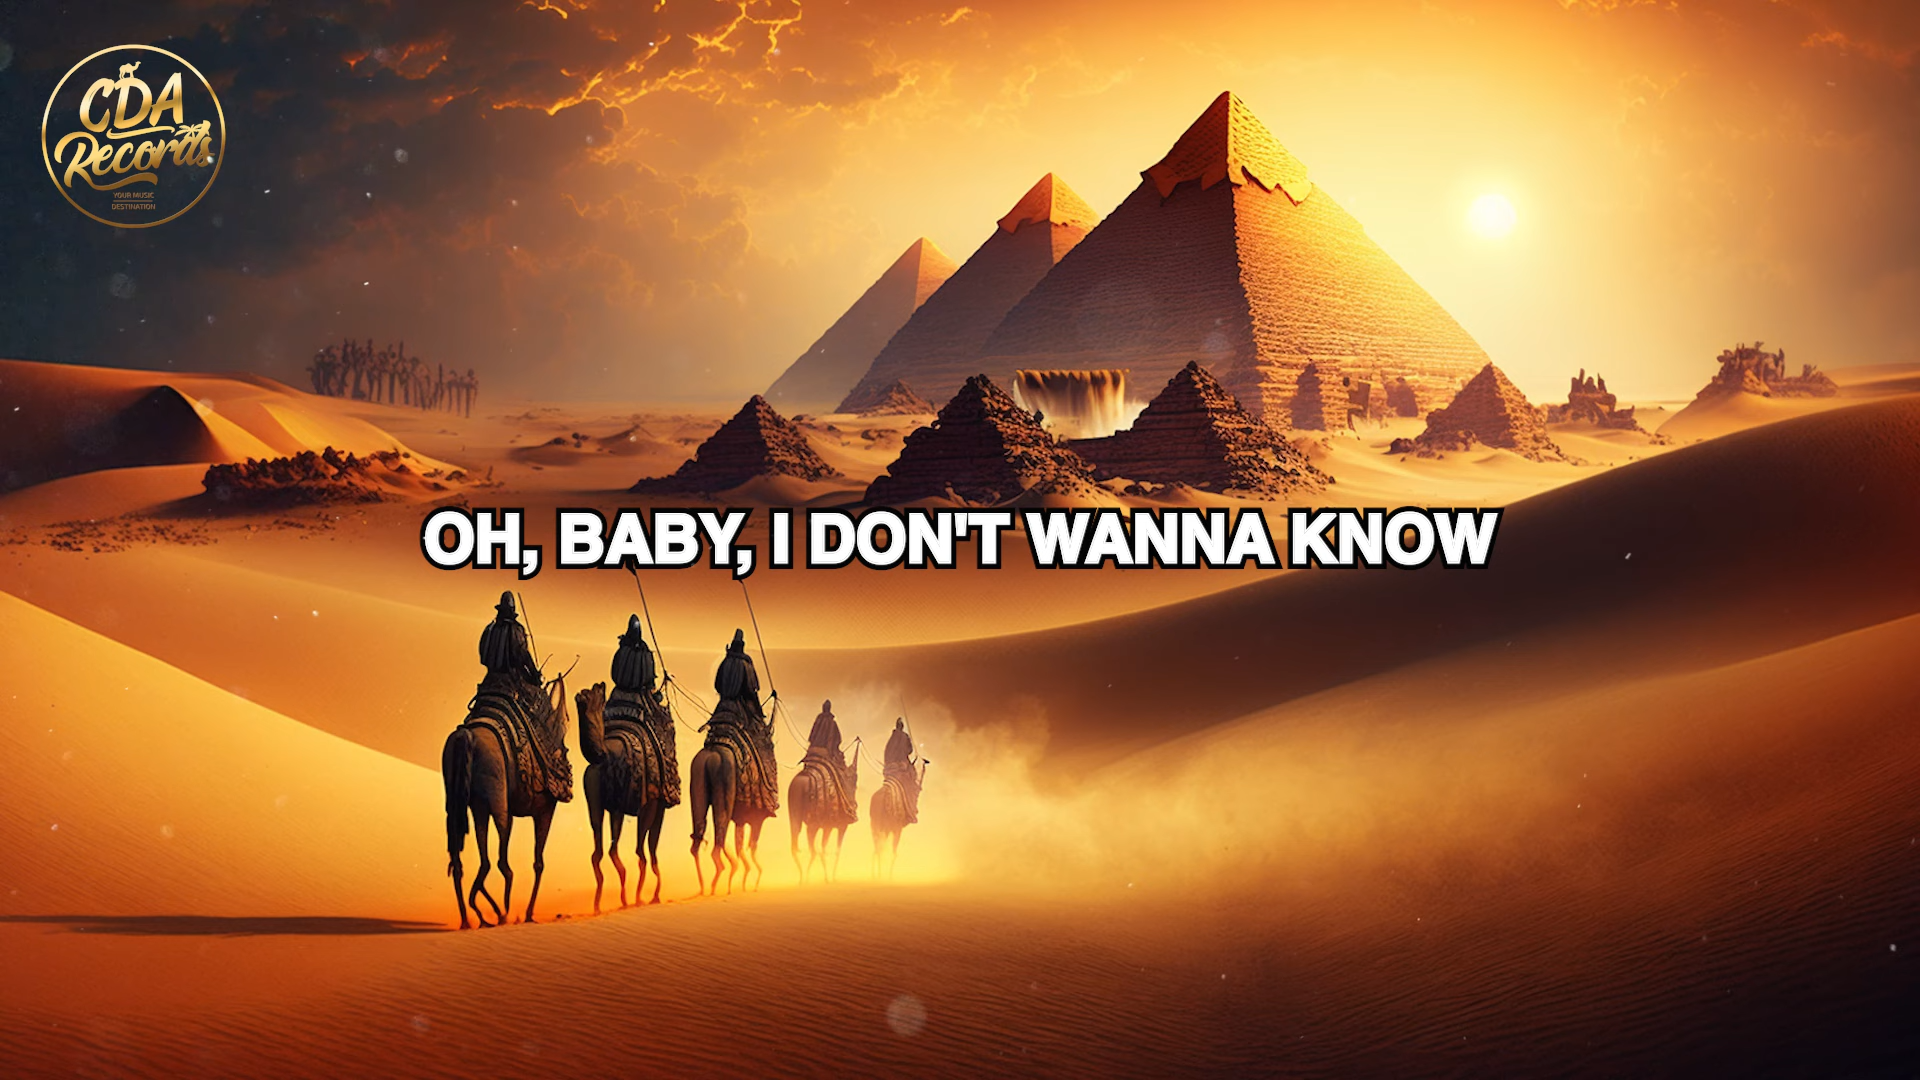 CDA
Records
YOUR MUSIC
DESTINATION
OH, BABY, I DON'T WANNA KNOW